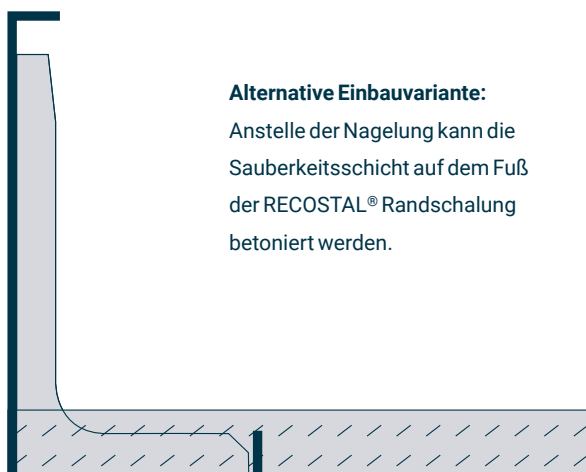 Alternative Einbauvariante:
Anstelle der Nagelung kann die
Sauberkeitsschicht auf dem Fuß
der RECOSTAL® Randschalung
betoniert werden.